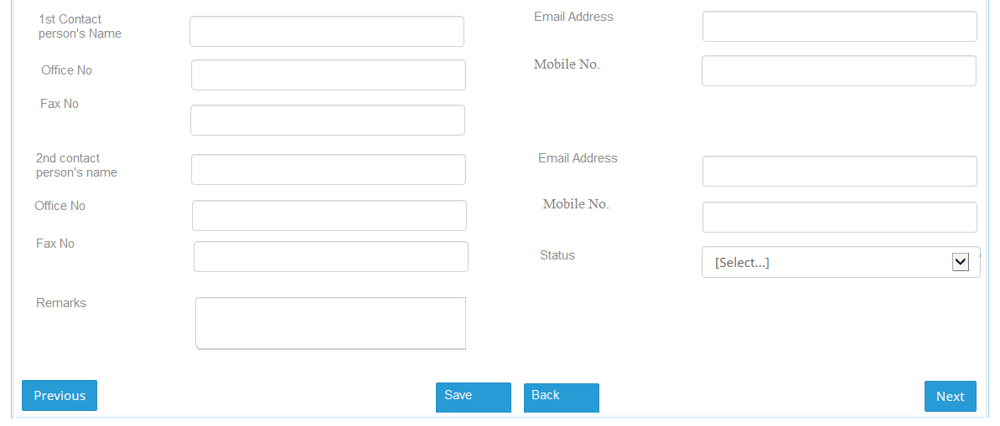 1st Contact
person's Name
Email Address
Office No
Mobile No.
Fax No
2nd contact
person's name
Email Address
Office No
Mobile No.
Fax No
Status
[Select...]
Remarks
Previous
Save
Back
Next